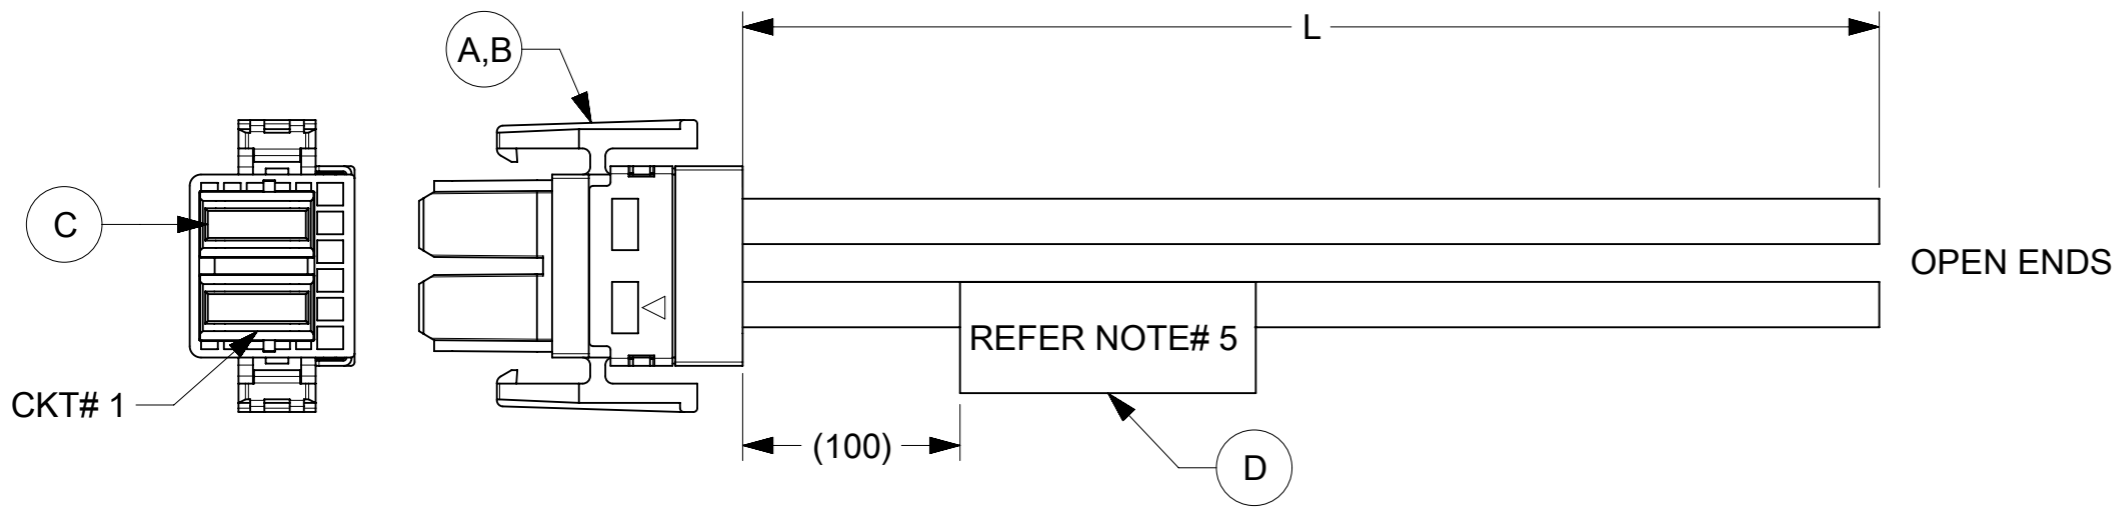 L
A,B
C
OPEN ENDS
REFER NOTE# 5
CKT# 1
(100)
D